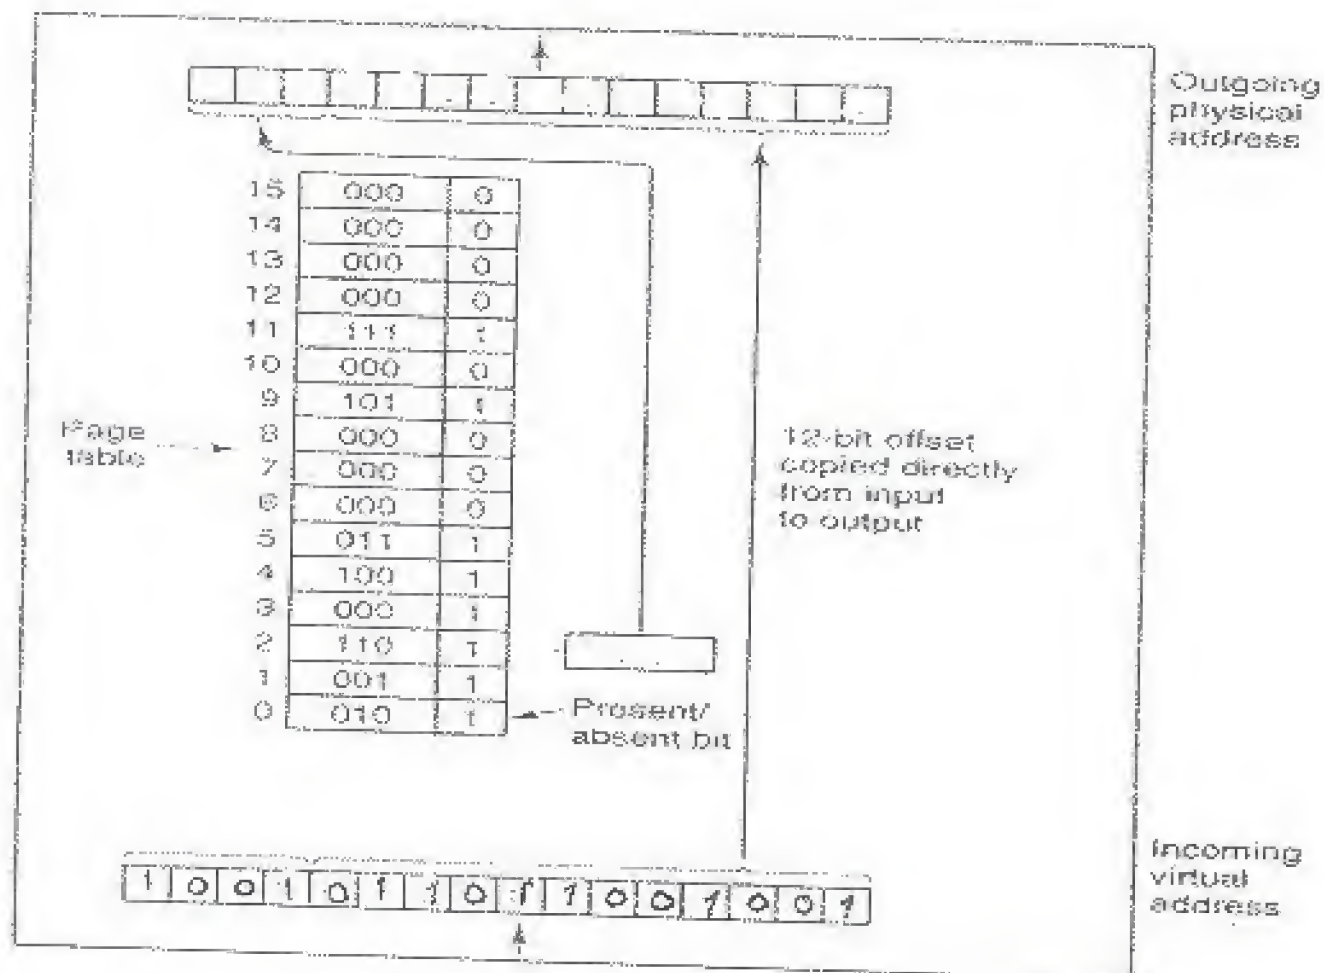 Outgoing
physical
address
15 000 0
14 000 0
13 000 0
12 000 0
11 111 1
10 000 0
9 101 1
8 000 0
7 000 0
6 000 0
5 011 1
4 100 1
3 000 1
2 110 1
1 001 1
0 010 1
Page
table
12-bit offset
copied directly
from input
to output
Present/
absent bit
1 0 0 1 0 1 1 0 1 1 0 0 1 0 0 1
Incoming
virtual
address